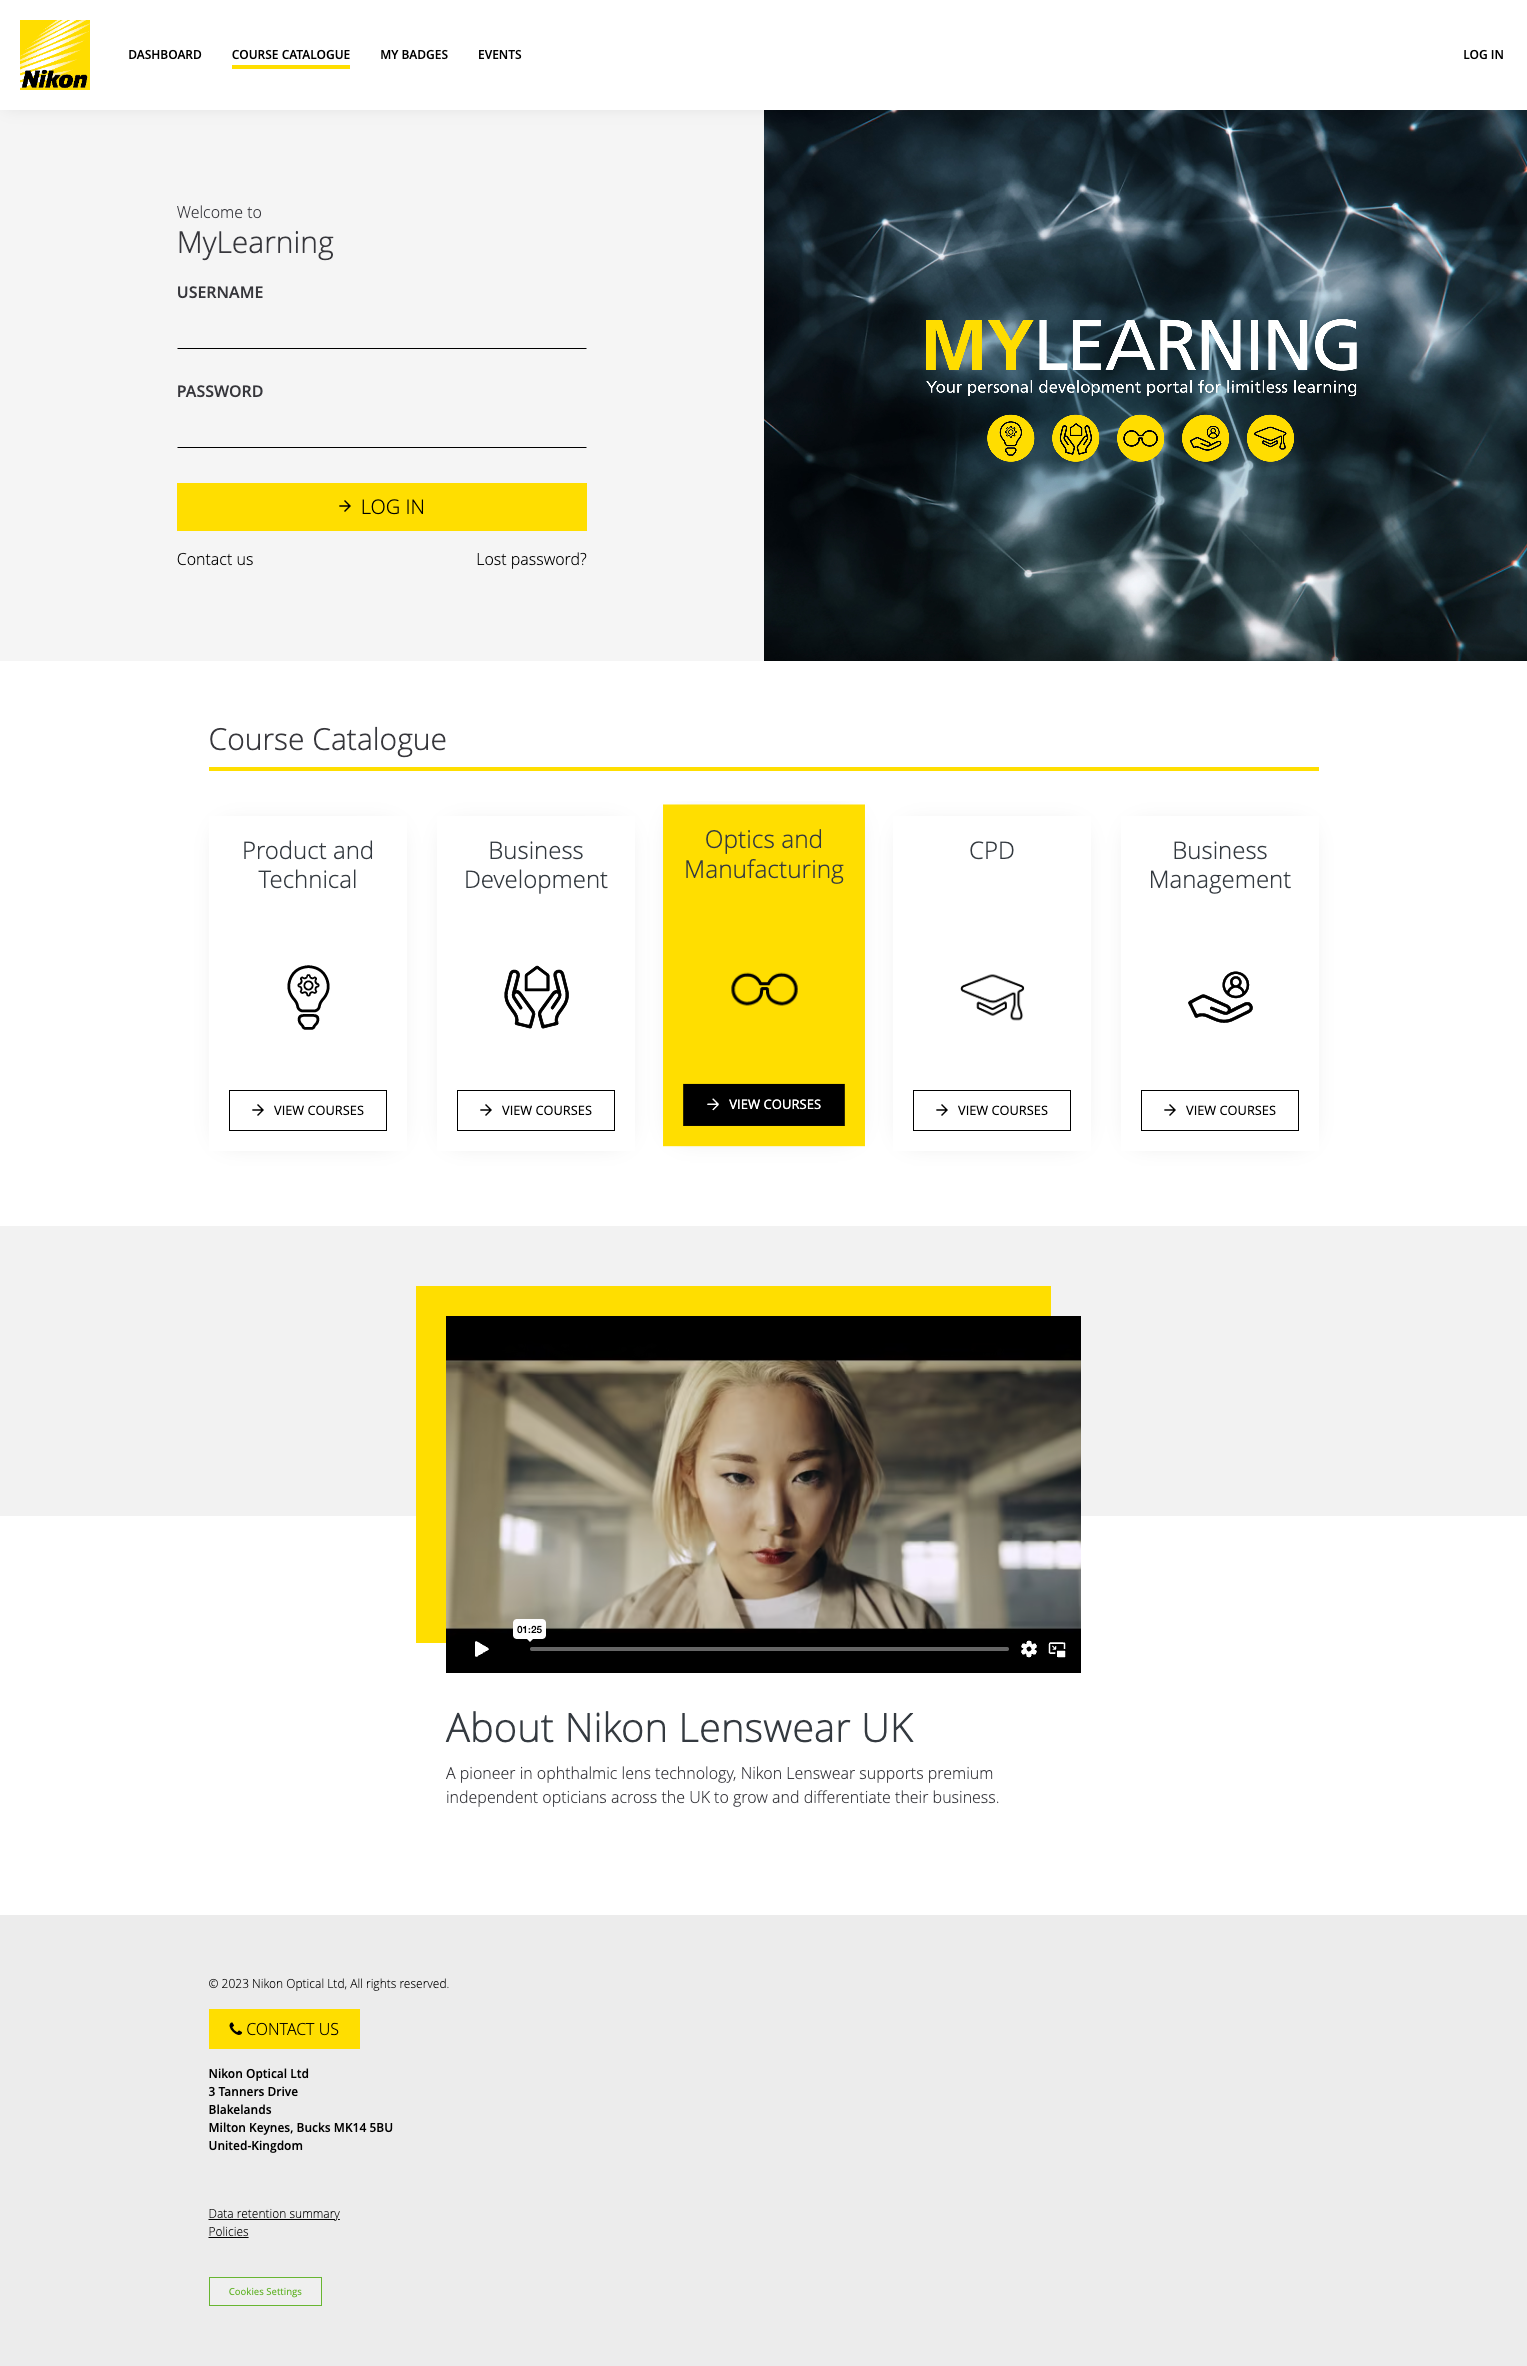 Nikon
DASHBOARD
COURSE CATALOGUE
MY BADGES
EVENTS
LOG IN
Welcome to
MyLearning
USERNAME
PASSWORD
LOG IN
Contact us
Lost password?
MYLEARNING
Your personal development portal for limitless learning
Course Catalogue
Product and
Technical
VIEW COURSES
Business
Development
VIEW COURSES
Optics and
Manufacturing
VIEW COURSES
CPD
VIEW COURSES
Business
Management
VIEW COURSES
01:25
About Nikon Lenswear UK
A pioneer in ophthalmic lens technology, Nikon Lenswear supports premium
independent opticians across the UK to grow and differentiate their business.
© 2023 Nikon Optical Ltd, All rights reserved.
CONTACT US
Nikon Optical Ltd
3 Tanners Drive
Blakelands
Milton Keynes, Bucks MK14 5BU
United-Kingdom
Data retention summary
Policies
Cookies Settings